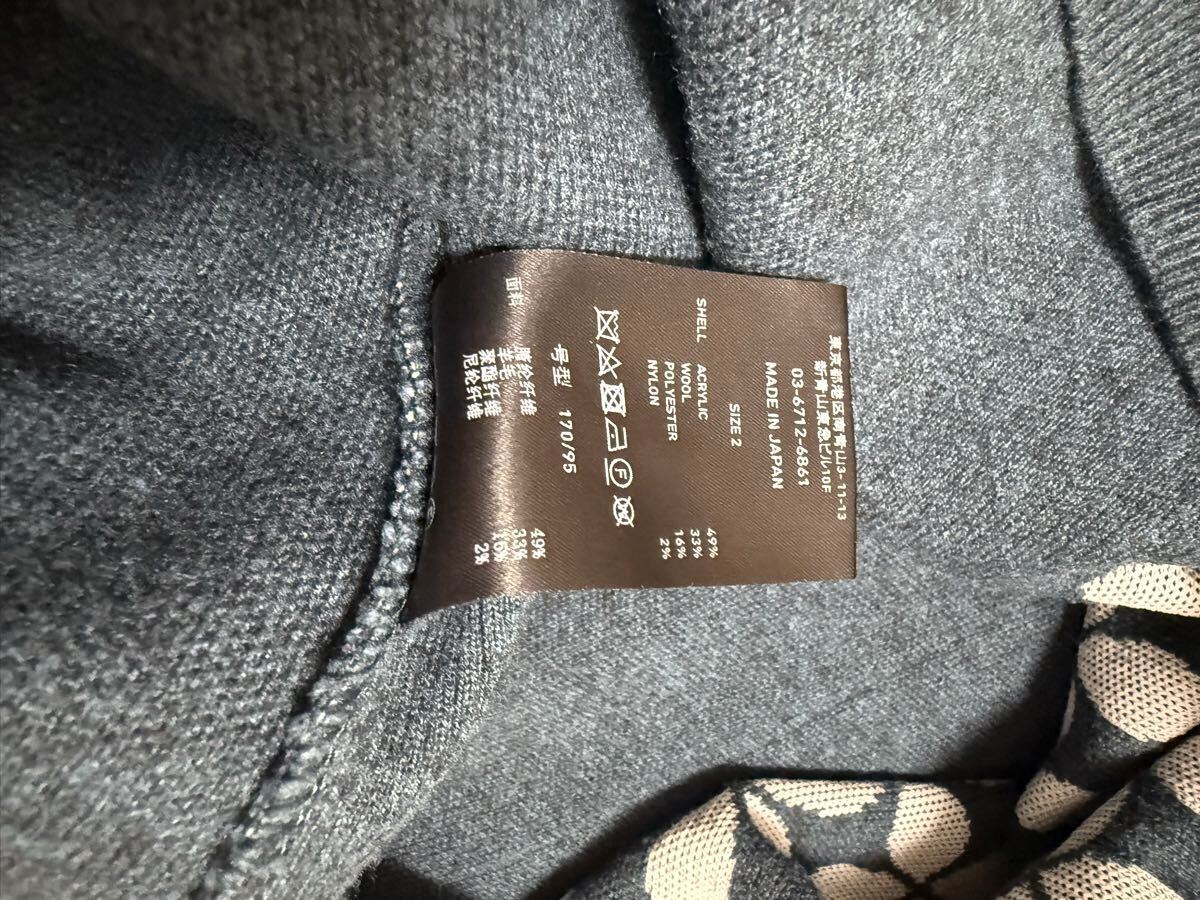 東京都港区南青山3-11-13
新青山東急ビル10F
03-6712-6861
MADE IN JAPAN
SIZE 2
SHELL ACRYLIC 49%
WOOL 33%
POLYESTER 16%
NYLON 2%
F
号型 170/95
面料 腈纶纤维 49%
羊毛 33%
聚酯纤维 16%
尼纶纤维 2%